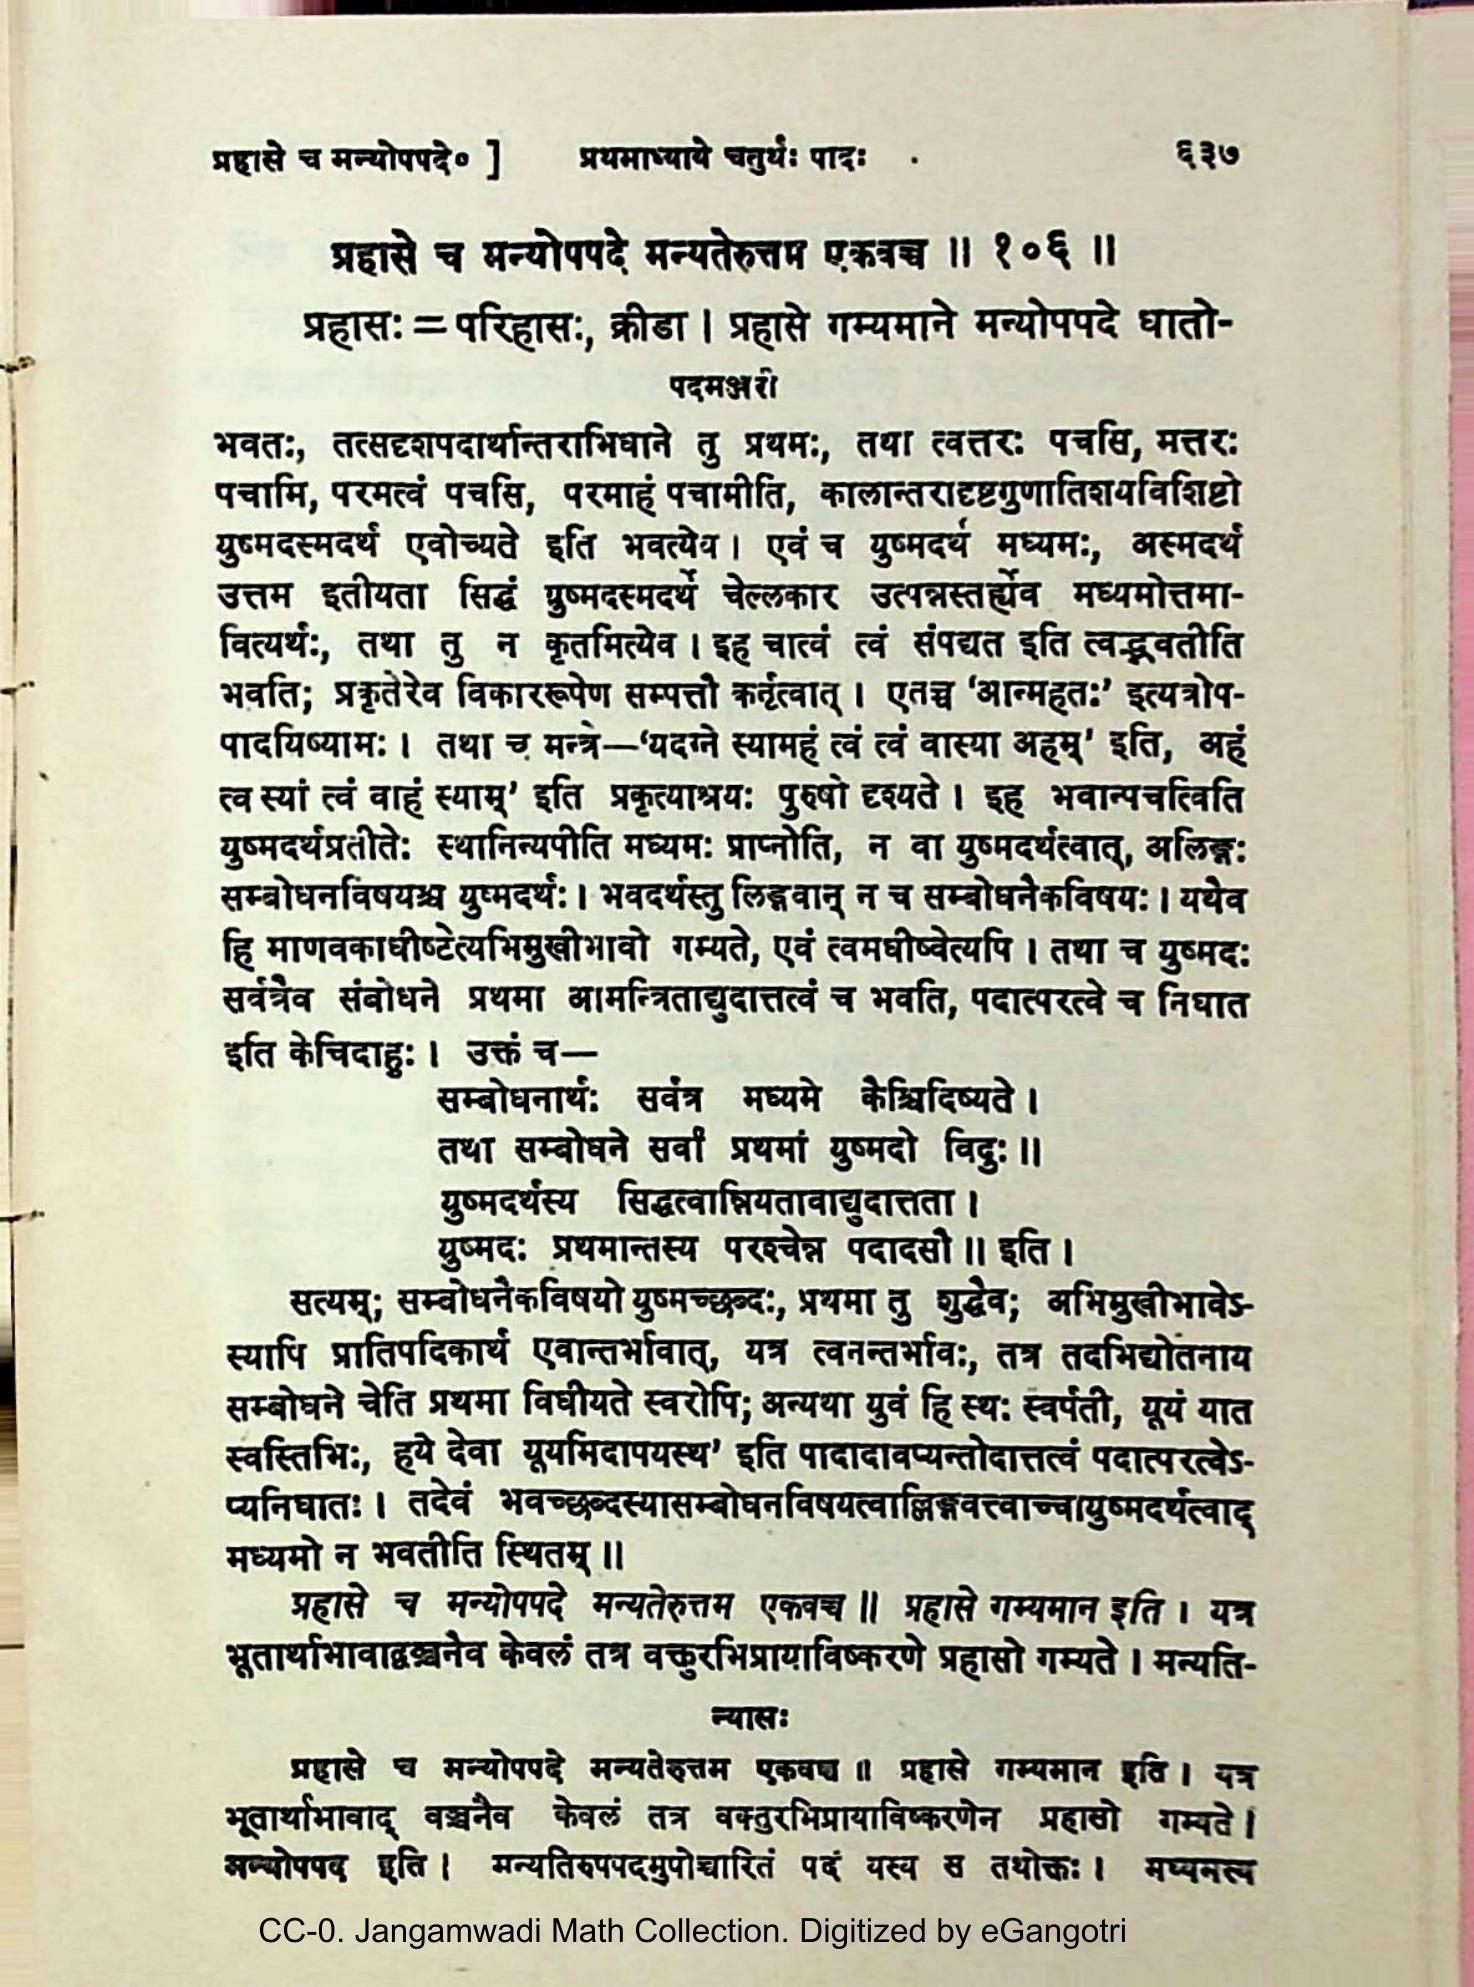 प्रहासे च मन्योपपदे० ] प्रथमाध्याये चतुर्थः पादः ६३७
प्रहासे च मन्योपपदे मन्यतेरुत्तम एकवच्च ॥ १०६ ॥
प्रहासः = परिहासः, क्रीडा । प्रहासे गम्यमाने मन्योपपदे धातो-
पदमञ्जरी
भवतः, तत्सदृशपदार्थान्तराभिधाने तु प्रथमः, तथा त्वत्तरः पचसि, मत्तरः
पचामि, परमत्वं पचसि, परमाहं पचामीति, कालान्तरादृष्टगुणातिशयविशिष्टो
युष्मदस्मदर्थ एवोच्यते इति भवत्येव । एवं च युष्मदर्थे मध्यमः, अस्मदर्थे
उत्तम इतीयता सिद्धं युष्मदस्मदर्थे चेल्लकार उत्पन्नस्तर्ह्येव मध्यमोत्तमा-
वित्यर्थः, तथा तु न कृतमित्येव । इह चात्वं त्वं संपद्यत इति त्वद्भवतीति
भवति; प्रकृतेरेव विकाररूपेण सम्पत्तौ कर्तृत्वात् । एतच्च ‘आन्महतः’ इत्यत्रोप-
पादयिष्यामः । तथा च मन्त्रे—‘यदग्ने स्यामहं त्वं त्वं वास्या अहम्’ इति, अहं
त्व स्यां त्वं वाहं स्याम्’ इति प्रकृत्याश्रयः पुरुषो दृश्यते । इह भवान्पचत्विति
युष्मदर्थप्रतीतेः स्थानिन्यपीति मध्यमः प्राप्नोति, न वा युष्मदर्थत्वात्, अलिङ्गः
सम्बोधनविषयश्च युष्मदर्थः । भवदर्थस्तु लिङ्गवान् न च सम्बोधनैकविषयः । यथैव
हि माणवकाधीष्टेत्यभिमुखीभावो गम्यते, एवं त्वमधीष्वेत्यपि । तथा च युष्मदः
सर्वत्रैव संबोधने प्रथमा आमन्त्रिताद्युदात्तत्वं च भवति, पदात्परत्वे च निघात
इति केचिदाहुः । उक्तं च—
सम्बोधनार्थः सर्वत्र मध्यमे कैश्चिदिष्यते ।
तथा सम्बोधने सर्वां प्रथमां युष्मदो विदुः ॥
युष्मदर्थस्य सिद्धत्वान्नियतावाद्युदात्तता ।
युष्मदः प्रथमान्तस्य परश्चेन्न पदादसौ ॥ इति ।
सत्यम्; सम्बोधनैकविषयो युष्मच्छब्दः, प्रथमा तु शुद्धैव; अभिमुखीभावेऽ-
स्यापि प्रातिपदिकार्थ एवान्तर्भावात्, यत्र त्वनन्तर्भावः, तत्र तदभिद्योतनाय
सम्बोधने चेति प्रथमा विधीयते स्वरोपि; अन्यथा युवं हि स्थः स्वर्पती, यूयं यात
स्वस्तिभिः, हये देवा यूयमिदापयस्थ’ इति पादादावप्यन्तोदात्तत्वं पदात्परत्वेऽ-
प्यनिघातः । तदेवं भवच्छब्दस्यासम्बोधनविषयत्वाल्लिङ्गवत्त्वाच्चायुष्मदर्थत्वाद्
मध्यमो न भवतीति स्थितम् ॥
प्रहासे च मन्योपपदे मन्यतेरुत्तम एकवच्च ॥ प्रहासे गम्यमान इति । यत्र
भूतार्थाभावाद्वञ्चनैव केवलं तत्र वक्तुरभिप्रायाविष्करणे प्रहासो गम्यते । मन्यति-
न्यासः
प्रहासे च मन्योपपदे मन्यतेरुत्तम एकवच्च ॥ प्रहासे गम्यमान इति । यत्र
भूतार्थाभावाद् वञ्चनैव केवलं तत्र वक्तुरभिप्रायाविष्करणेन प्रहासो गम्यते ।
मन्योपपद इति । मन्यतिरुपपदमुपोच्चारितं पदं यस्य स तथोक्तः । मध्यमस्य
CC-0. Jangamwadi Math Collection. Digitized by eGangotri